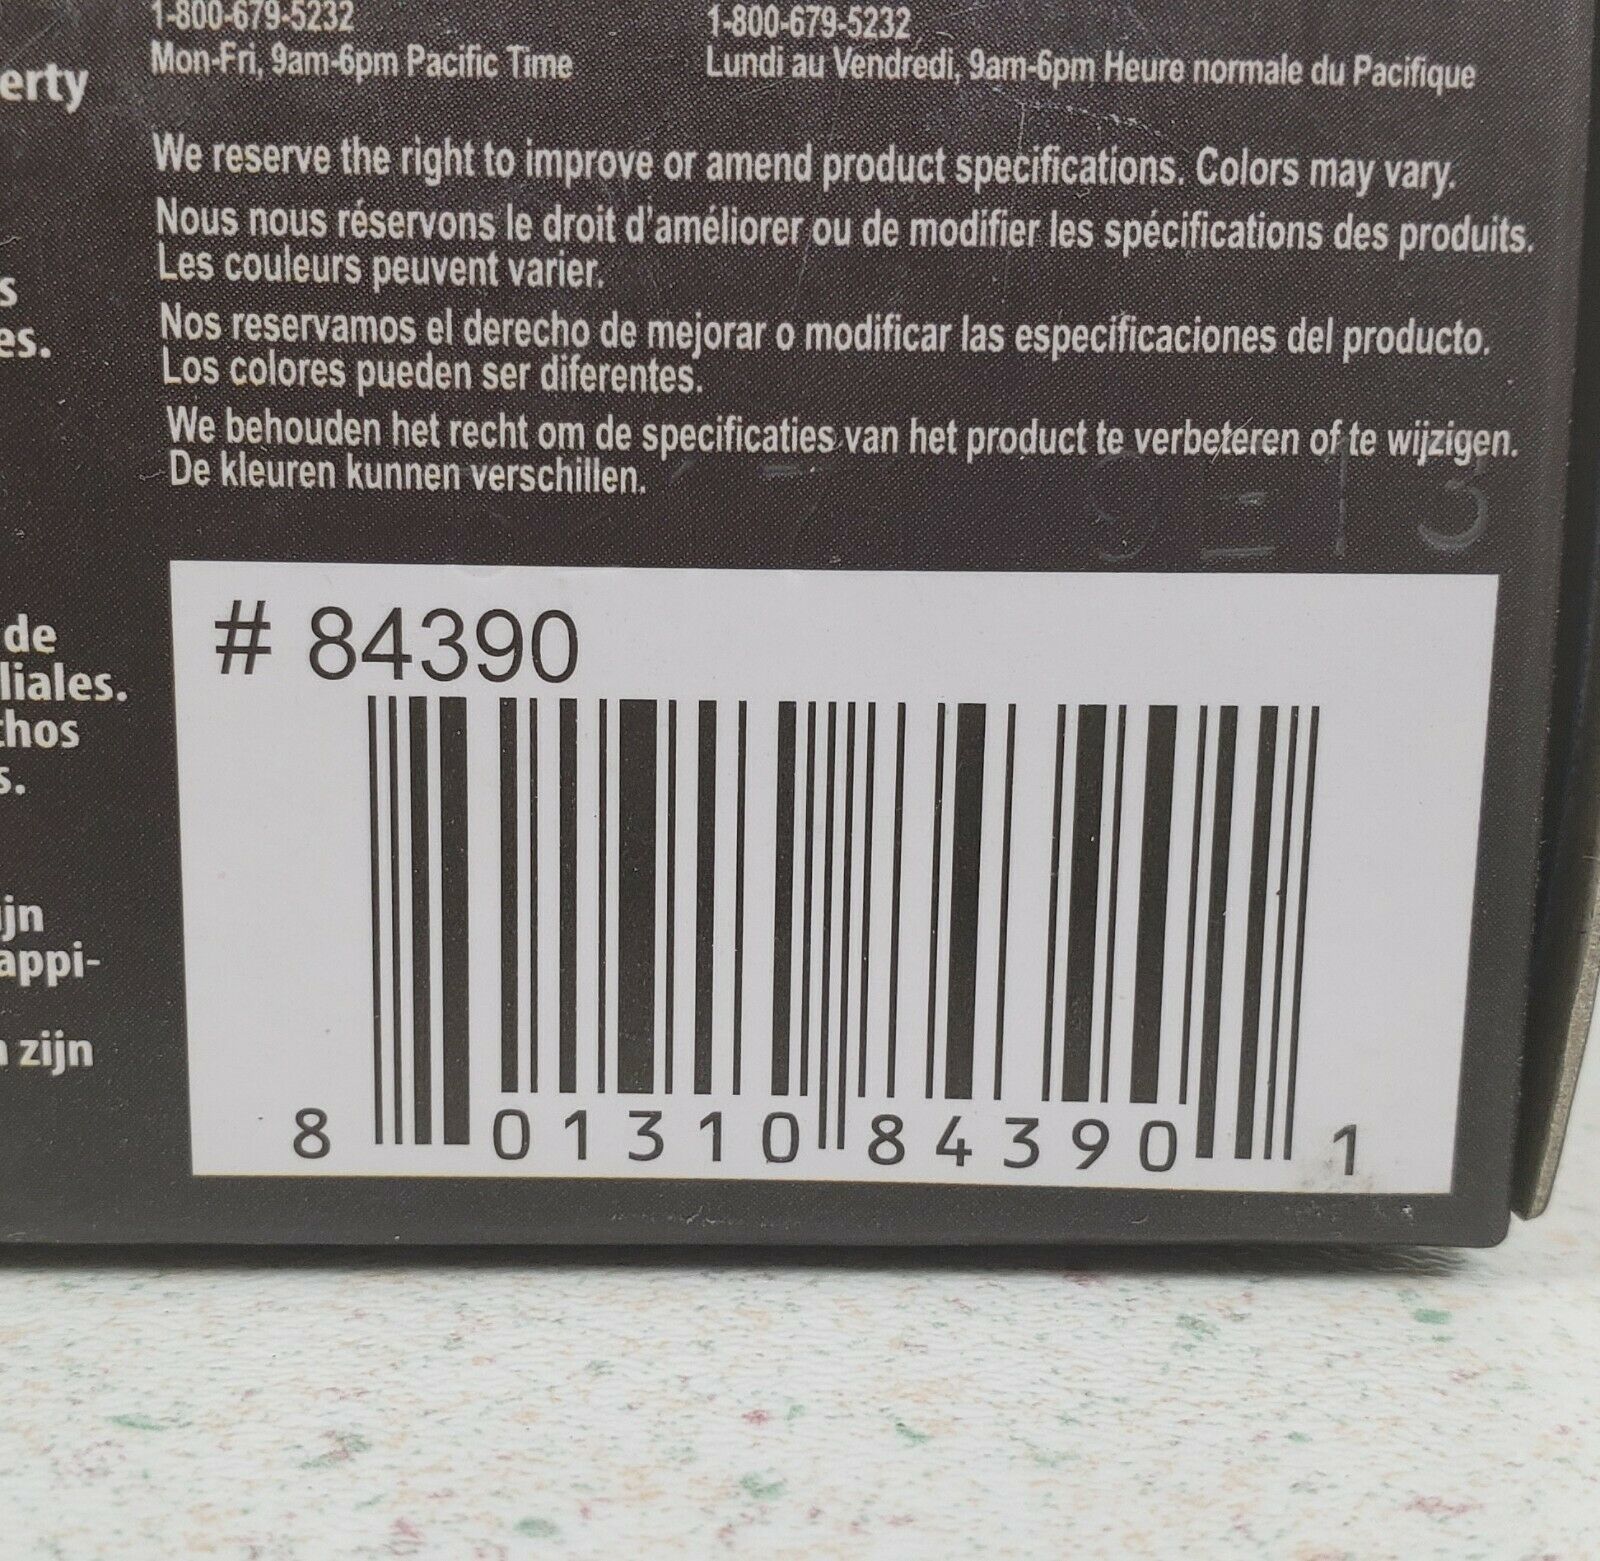 1-800-679-5232
Mon-Fri, 9am-6pm Pacific Time
1-800-679-5232
Lundi au Vendredi, 9am-6pm Heure normale du Pacifique
erty
We reserve the right to improve or amend product specifications. Colors may vary.
Nous nous réservons le droit d'améliorer ou de modifier les spécifications des produits.
Les couleurs peuvent varier.
s
es.
Nos reservamos el derecho de mejorar o modificar las especificaciones del producto.
Los colores pueden ser diferentes.
We behouden het recht om de specificaties van het product te verbeteren of te wijzigen.
De kleuren kunnen verschillen.
9-13
# 84390
de
liales.
chos
s.
ijn
appi-
zijn
8 01310 84390 1